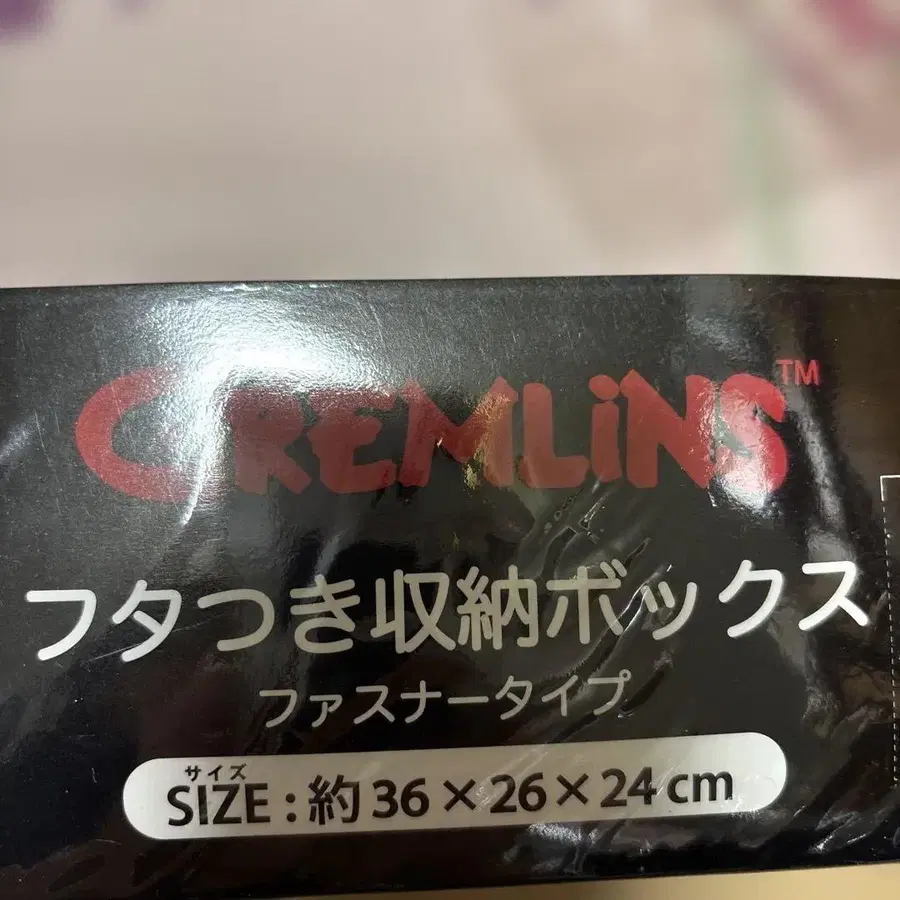 GREMLiNS™
フタつき収納ボックス
ファスナータイプ
サイズ
SIZE : 約 36 × 26 × 24 cm